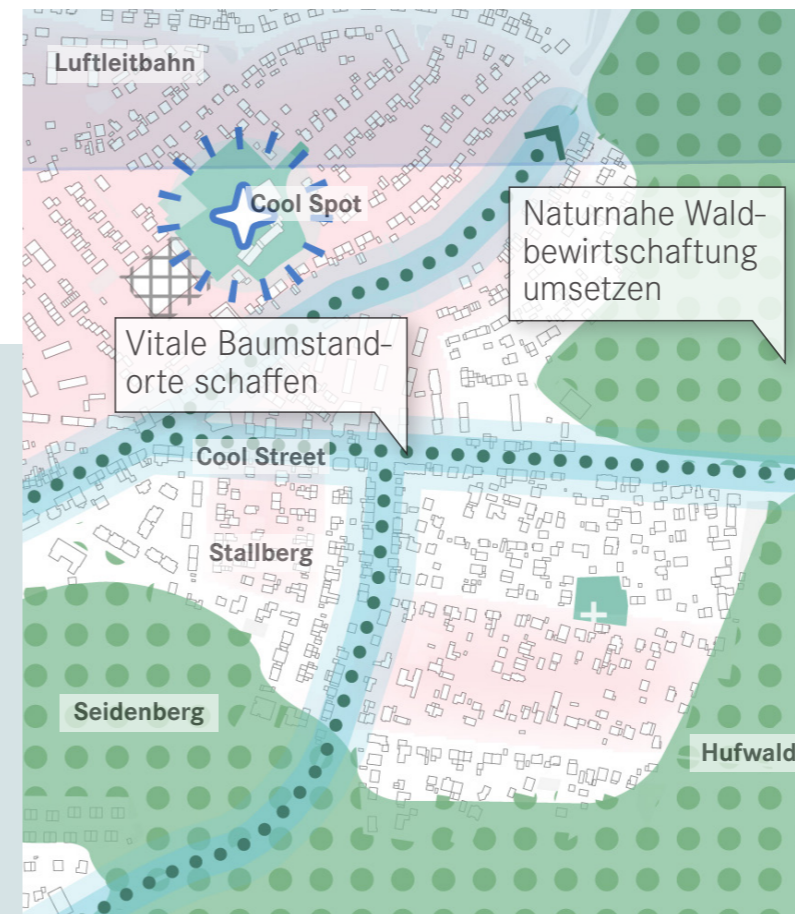 Luftleitbahn
Cool Spot
Naturnahe Wald-
bewirtschaftung
umsetzen
Vitale Baumstand-
orte schaffen
Cool Street
Stallberg
Seidenberg
Hufwald